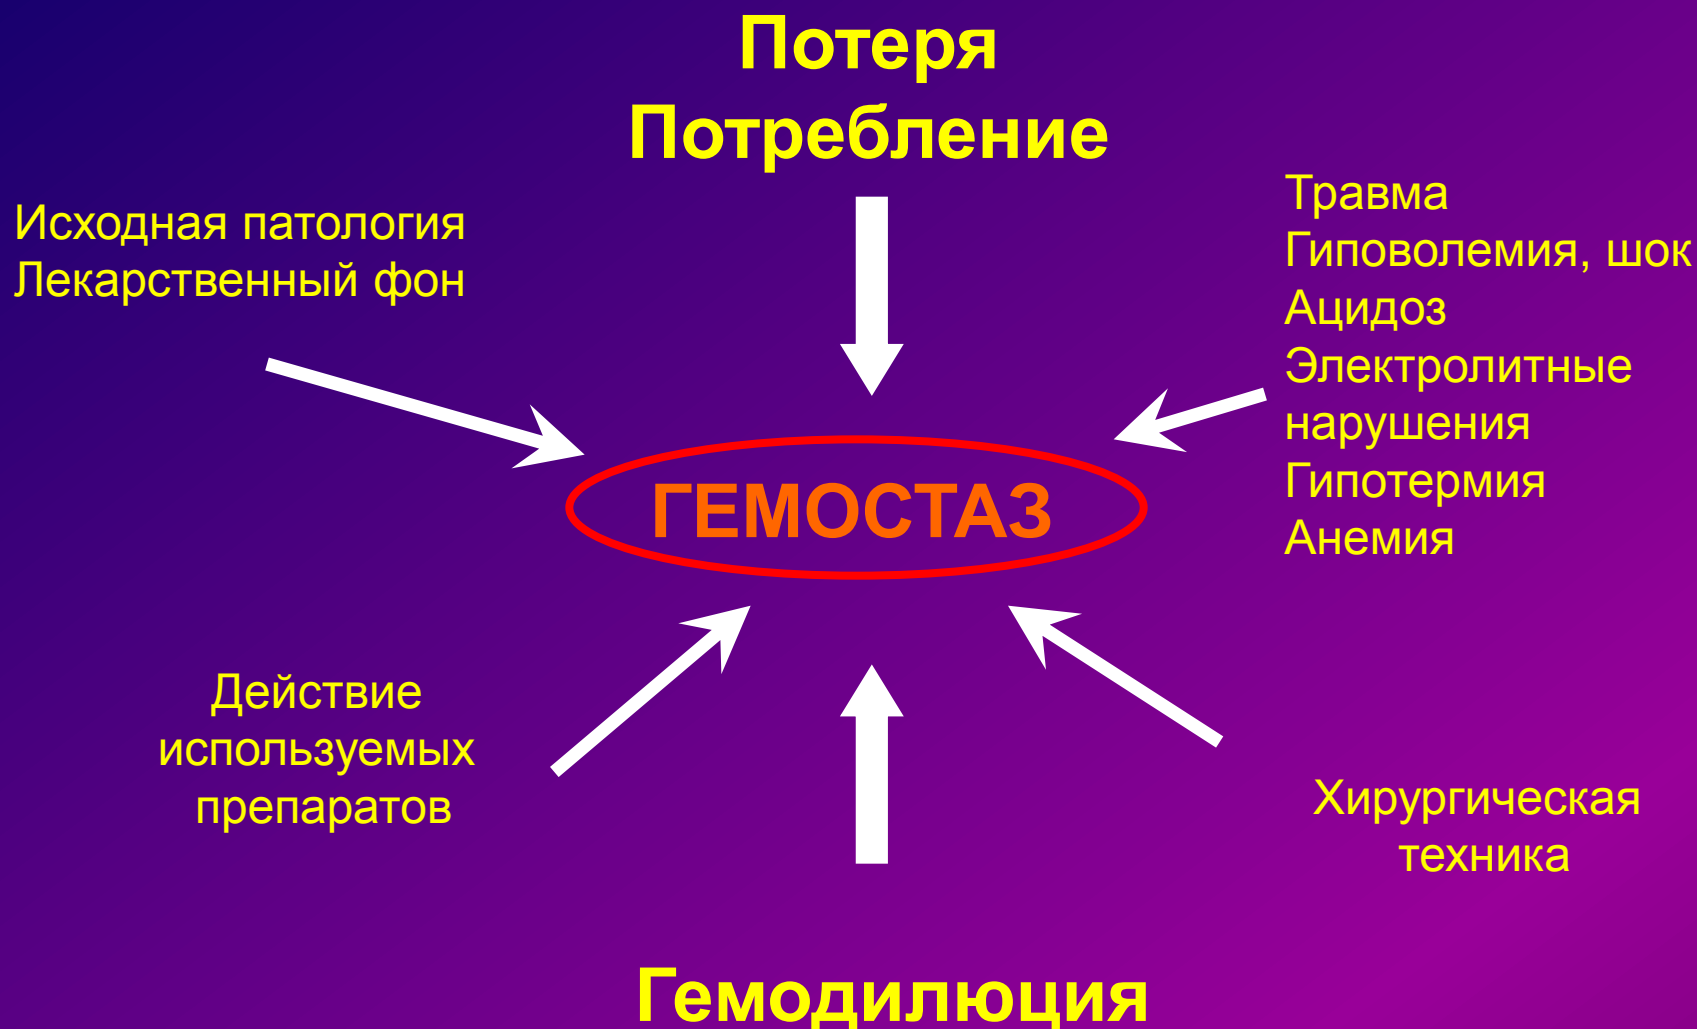 Потеря
Потребление
Исходная патология
Лекарственный фон
Травма
Гиповолемия, шок
Ацидоз
Электролитные
нарушения
Гипотермия
Анемия
ГЕМОСТАЗ
Действие
используемых
препаратов
Хирургическая
техника
Гемодилюция